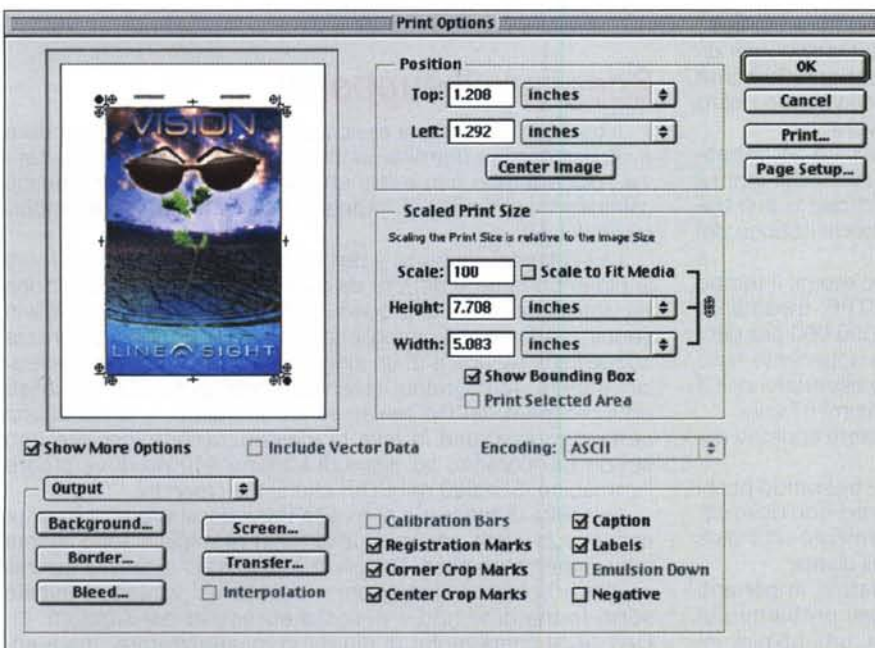 Print Options
VISION
LINE SIGHT
Position
Top: 1.208 inches
Left: 1.292 inches
Center Image
OK
Cancel
Print...
Page Setup...
Scaled Print Size
Scaling the Print Size is relative to the Image Size
Scale: 100 Scale to Fit Media
Height: 7.708 inches
Width: 5.083 inches
Show Bounding Box
Print Selected Area
Show More Options
Include Vector Data
Encoding: ASCII
Output
Background...
Screen...
Border...
Transfer...
Bleed...
Interpolation
Calibration Bars
Registration Marks
Corner Crop Marks
Center Crop Marks
Caption
Labels
Emulsion Down
Negative